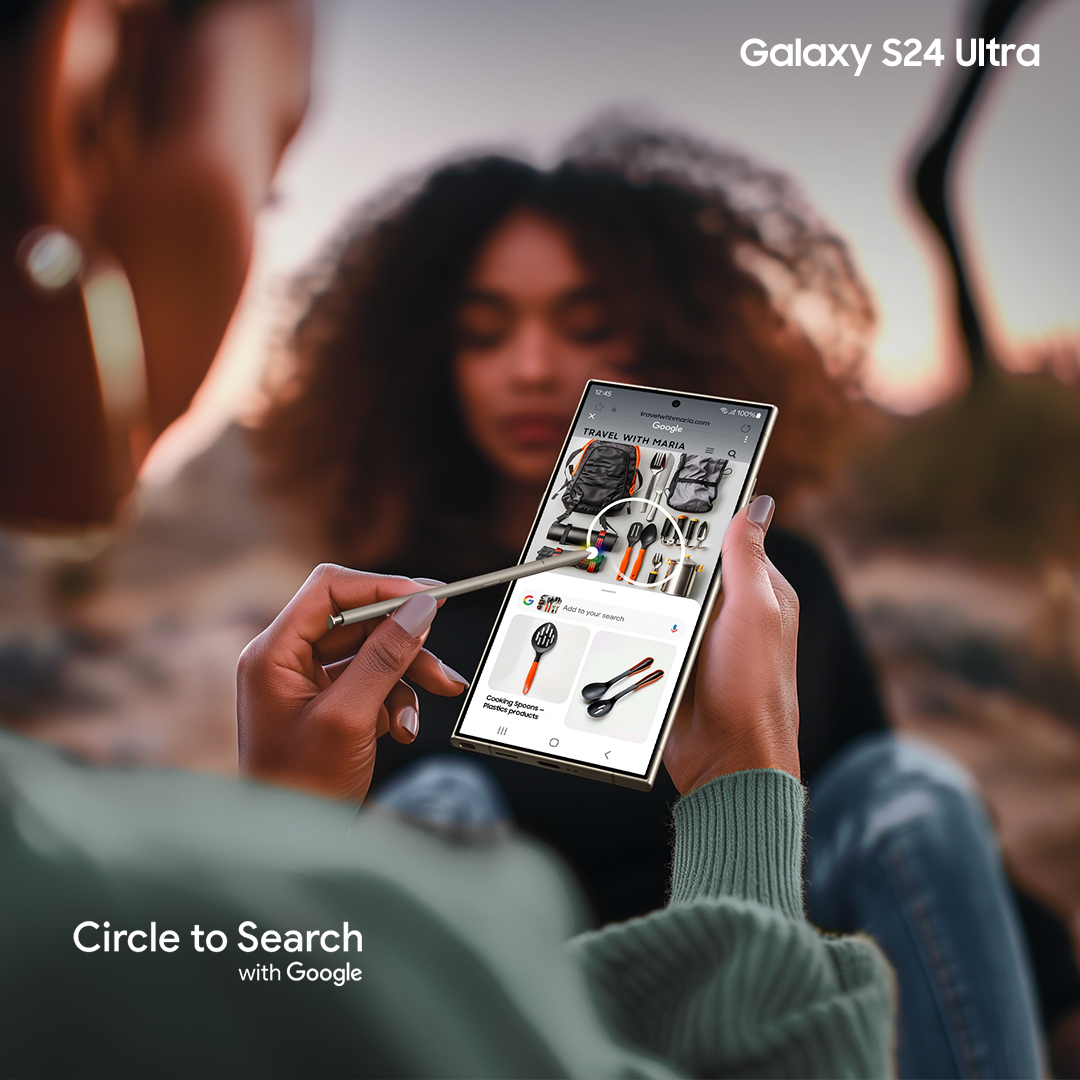 Galaxy S24 Ultra
12:45
100%
travelwithmaria.com
Google
TRAVEL WITH MARIA
Add to your search
Cooking Spoons –
Plastics products
Circle to Search
with Google